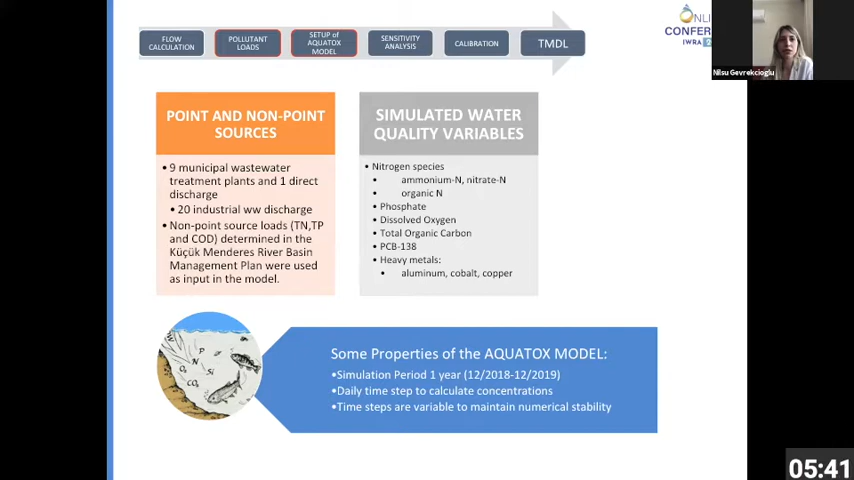 FLOW
CALCULATION
POLLUTANT
LOADS
SETUP of
AQUATOX
MODEL
SENSITIVITY
ANALYSIS
CALIBRATION
TMDL
NLI
CONFER
IWRA
Nilsu Gevrekcioglu
POINT AND NON-POINT
SOURCES
• 9 municipal wastewater
treatment plants and 1 direct
discharge
• 20 industrial ww discharge
• Non-point source loads (TN,TP
and COD) determined in the
Küçük Menderes River Basin
Management Plan were used
as input in the model.
SIMULATED WATER
QUALITY VARIABLES
• Nitrogen species
• ammonium-N, nitrate-N
• organic N
• Phosphate
• Dissolved Oxygen
• Total Organic Carbon
• PCB-138
• Heavy metals:
• aluminum, cobalt, copper
P
N
Si
O₂
CO₂
Some Properties of the AQUATOX MODEL:
•Simulation Period 1 year (12/2018-12/2019)
•Daily time step to calculate concentrations
•Time steps are variable to maintain numerical stability
05:41